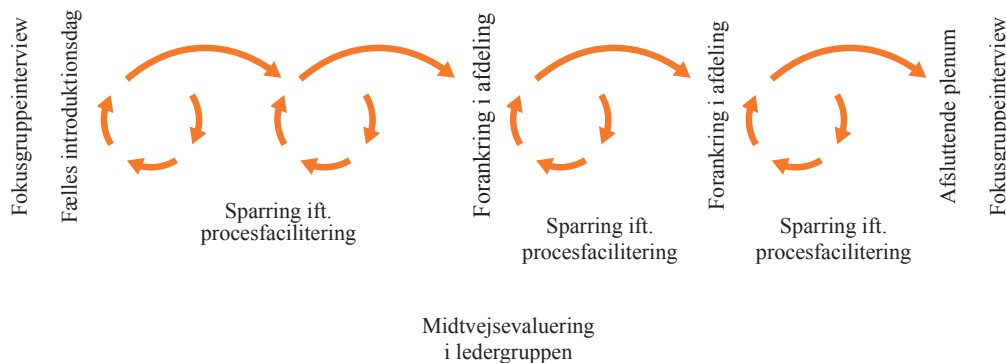 Fokusgruppeinterview
Fælles introduktionsdag
Sparring ift.
procesfacilitering
Forankring i afdeling
Sparring ift.
procesfacilitering
Forankring i afdeling
Sparring ift.
procesfacilitering
Afsluttende plenum
Fokusgruppeinterview
Midtvejsevaluering
i ledergruppen